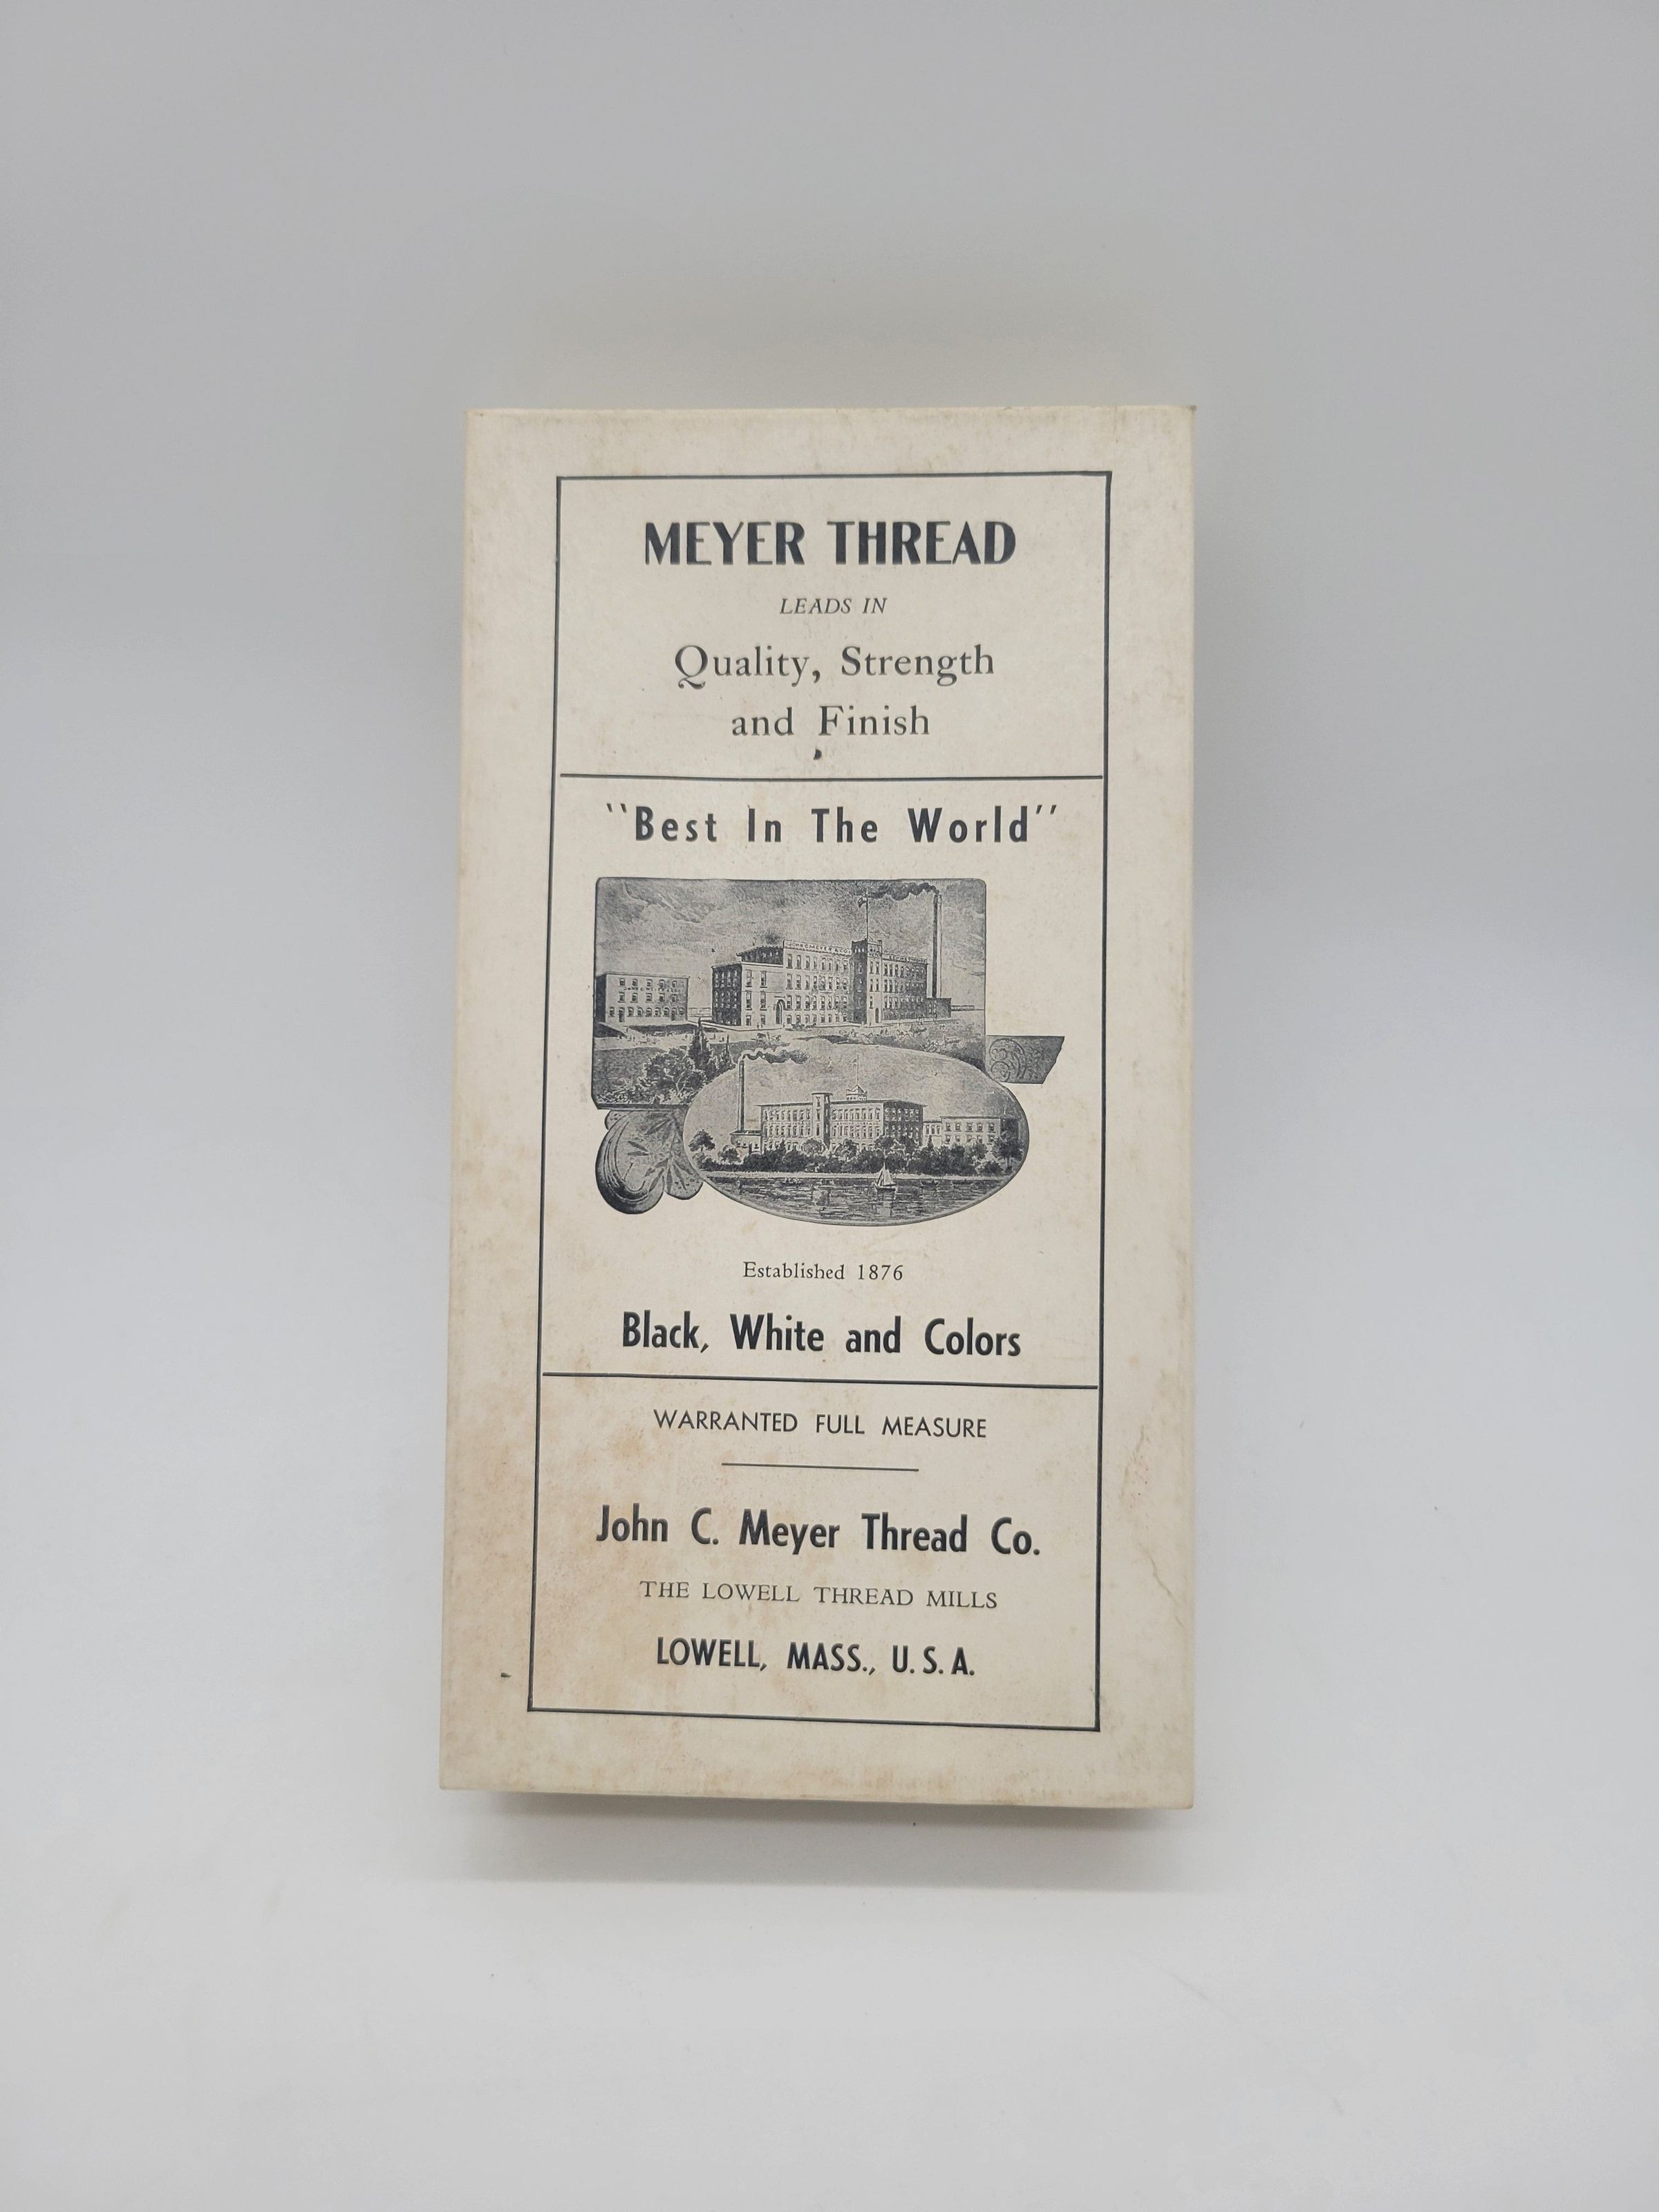 MEYER THREAD
LEADS IN
Quality, Strength
and Finish
"Best In The World"
Established 1876
Black, White and Colors
WARRANTED FULL MEASURE
John C. Meyer Thread Co.
THE LOWELL THREAD MILLS
LOWELL, MASS., U. S. A.